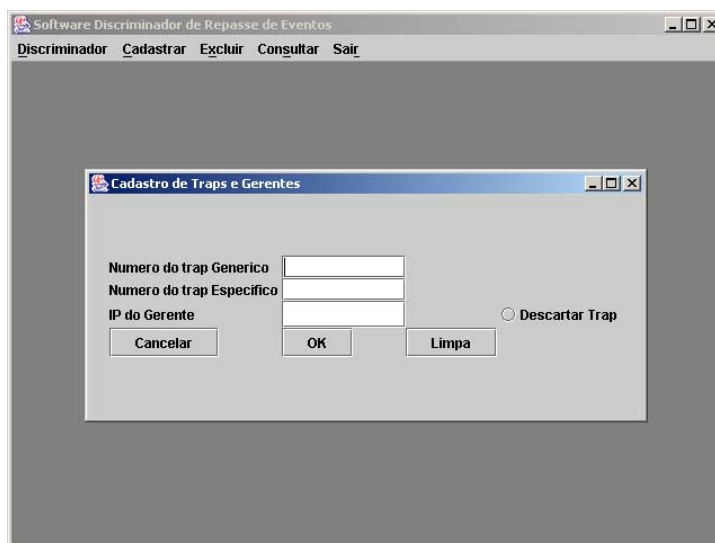 Software Discriminador de Repasse de Eventos
Discriminador Cadastrar Excluir Consultar Sair
Cadastro de Traps e Gerentes
Numero do trap Generico
Numero do trap Especifico
IP do Gerente Descartar Trap
Cancelar OK Limpa